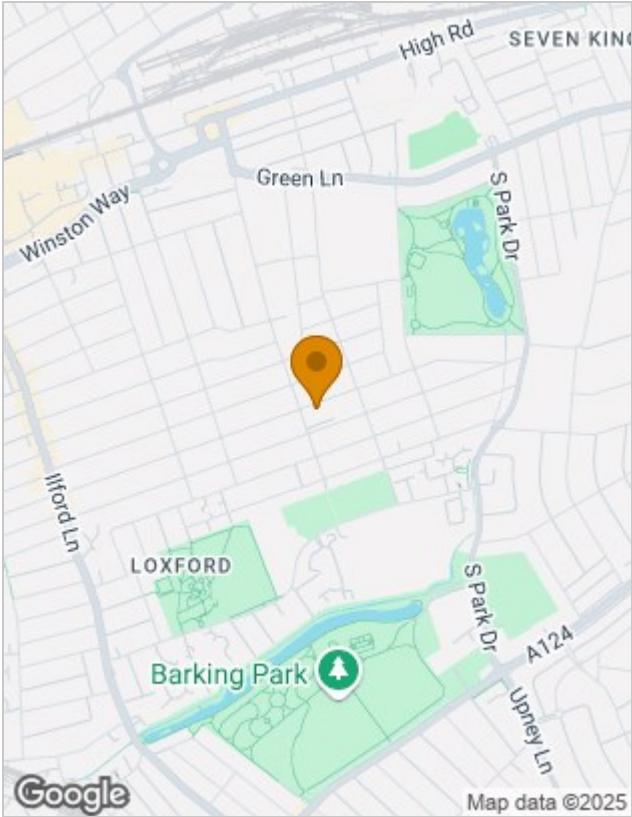 High Rd
SEVEN KING
Green Ln
S Park Dr
Winston Way
Ilford Ln
LOXFORD
S Park Dr
A124
Barking Park
Upney Ln
Google
Map data ©2025